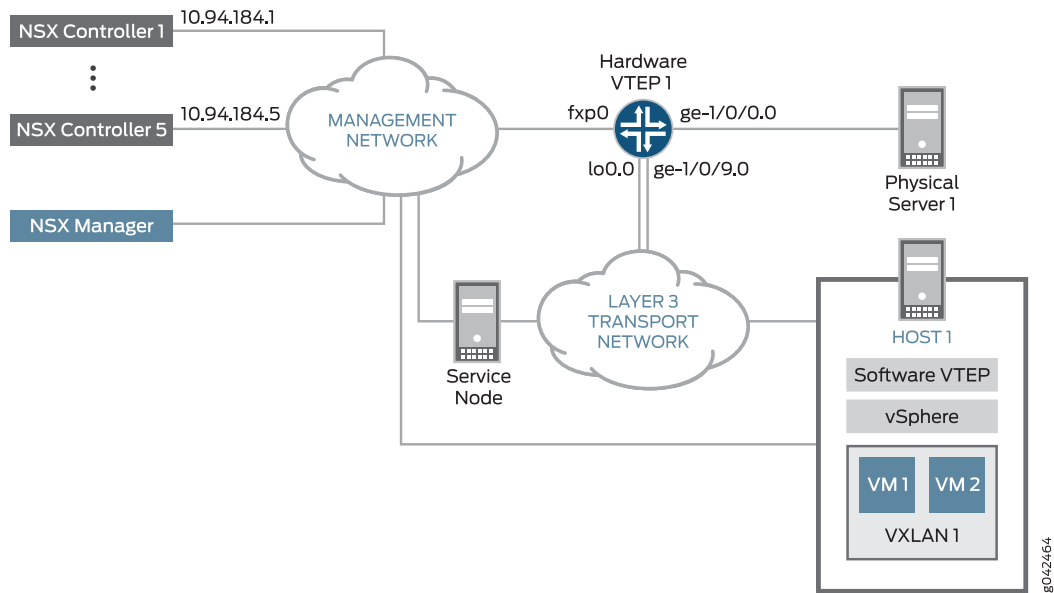 NSX Controller 1
10.94.184.1
NSX Controller 5
10.94.184.5
NSX Manager
MANAGEMENT
NETWORK
Hardware
VTEP 1
fxp0
ge-1/0/0.0
lo0.0
ge-1/0/9.0
Physical
Server 1
LAYER 3
TRANSPORT
NETWORK
Service
Node
HOST 1
Software VTEP
vSphere
VM 1
VM 2
VXLAN 1
g042464